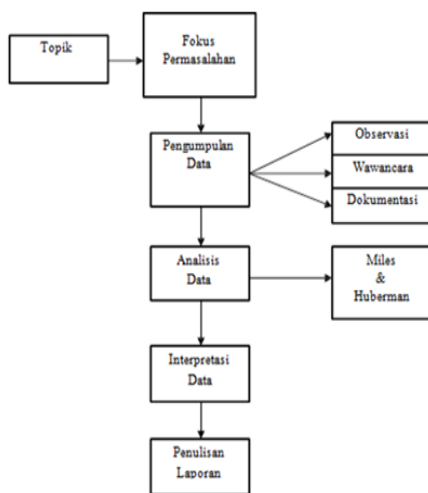 Topik
Fokus
Permasalahan
Pengumpulan
Data
Observasi
Wawancara
Dokumentasi
Analisis
Data
Miles
&
Huberman
Interpretasi
Data
Penulisan
Laporan